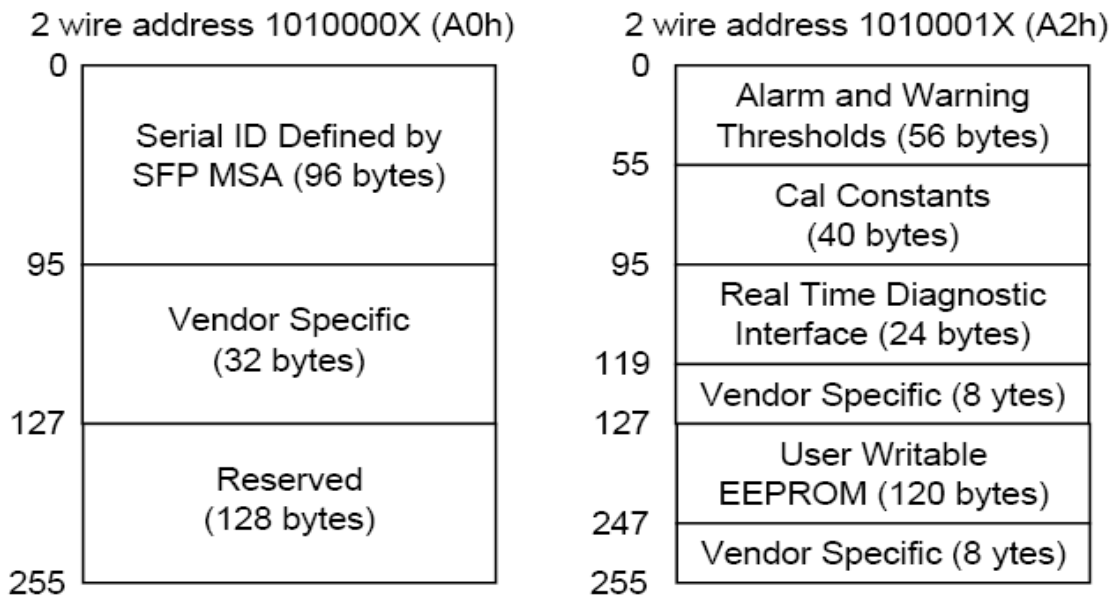 2 wire address 1010000X (A0h)
0
Serial ID Defined by
SFP MSA (96 bytes)
95
Vendor Specific
(32 bytes)
127
Reserved
(128 bytes)
255
2 wire address 1010001X (A2h)
0
Alarm and Warning
Thresholds (56 bytes)
55
Cal Constants
(40 bytes)
95
Real Time Diagnostic
Interface (24 bytes)
119
Vendor Specific (8 ytes)
127
User Writable
EEPROM (120 bytes)
247
Vendor Specific (8 ytes)
255